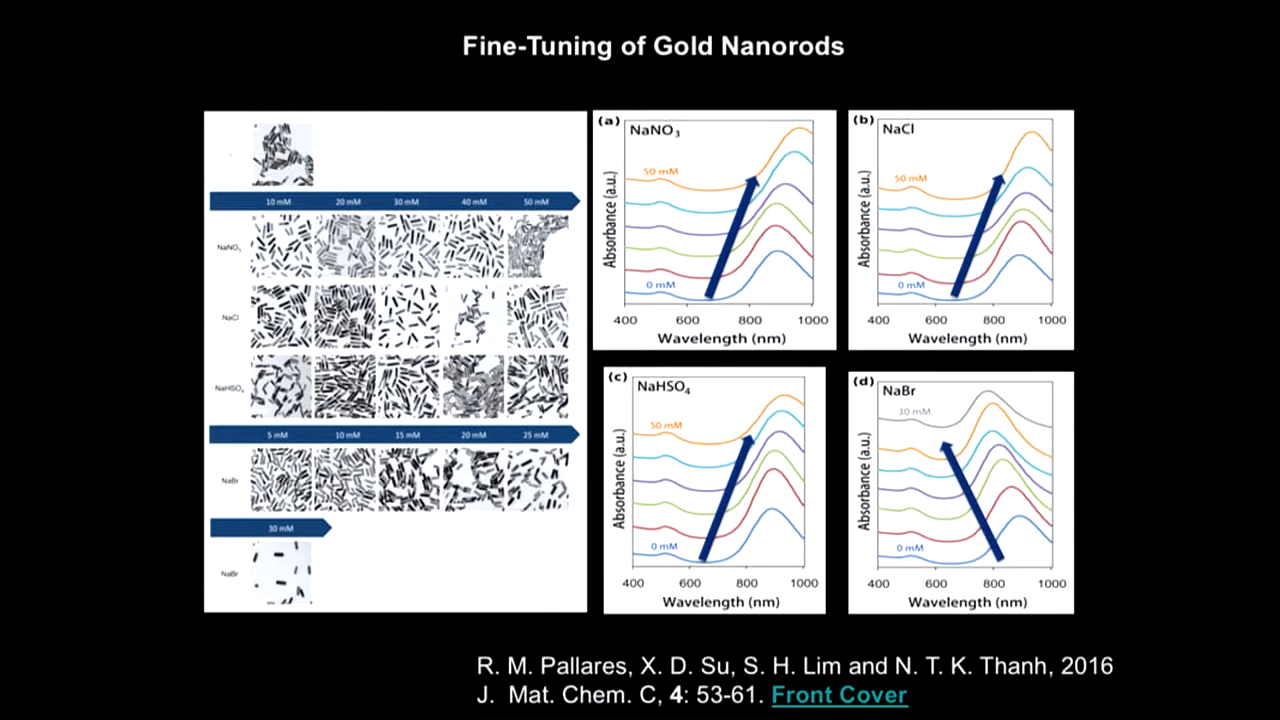 Fine-Tuning of Gold Nanorods
10 mM 20 mM 30 mM 40 mM 50 mM
NaNO₃
NaCl
NaHSO₄
5 mM 10 mM 15 mM 20 mM 25 mM
NaBr
30 mM
NaBr
(a)
NaNO₃
50 mM
0 mM
Absorbance (a.u.)
400 600 800 1000
Wavelength (nm)
(b)
NaCl
50 mM
0 mM
Absorbance (a.u.)
400 600 800 1000
Wavelength (nm)
(c)
NaHSO₄
50 mM
0 mM
Absorbance (a.u.)
400 600 800 1000
Wavelength (nm)
(d)
NaBr
30 mM
0 mM
Absorbance (a.u.)
400 600 800 1000
Wavelength (nm)
R. M. Pallares, X. D. Su, S. H. Lim and N. T. K. Thanh, 2016
J. Mat. Chem. C, 4: 53-61. Front Cover